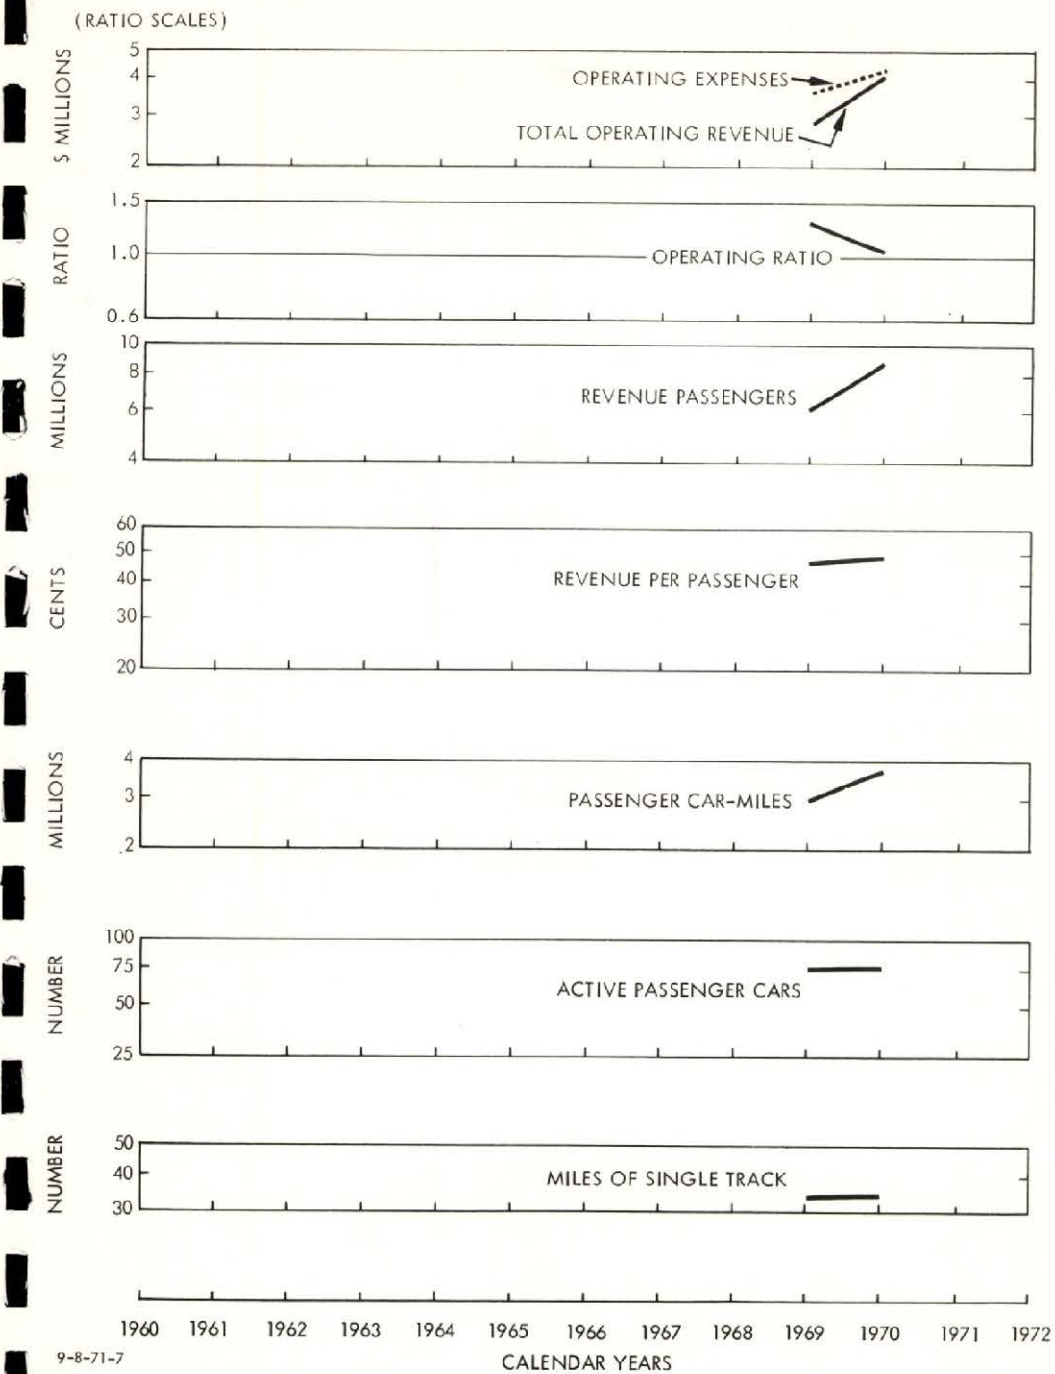 (RATIO SCALES)
$ MILLIONS
5
4
3
2
OPERATING EXPENSES
TOTAL OPERATING REVENUE
RATIO
1.5
1.0
0.6
OPERATING RATIO
MILLIONS
10
8
6
4
REVENUE PASSENGERS
CENTS
60
50
40
30
20
REVENUE PER PASSENGER
MILLIONS
4
3
2
PASSENGER CAR-MILES
NUMBER
100
75
50
25
ACTIVE PASSENGER CARS
NUMBER
50
40
30
MILES OF SINGLE TRACK
1960 1961 1962 1963 1964 1965 1966 1967 1968 1969 1970 1971 1972
CALENDAR YEARS
9-8-71-7